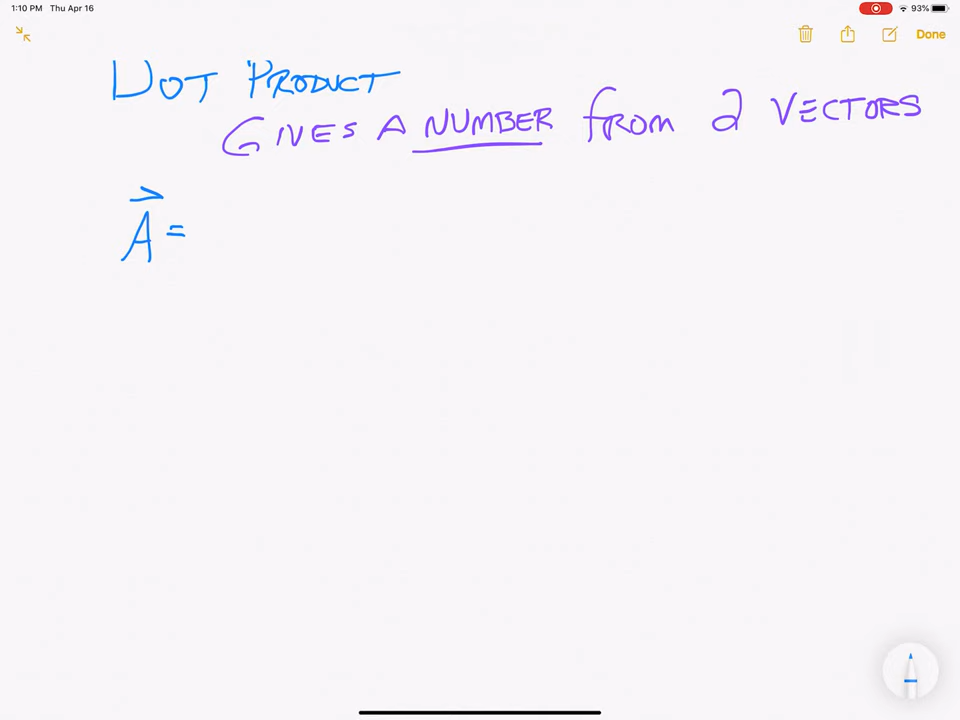 1:10 PM Thu Apr 16 93%
Done
DOT PRODUCT
GIVES A NUMBER FROM 2 VECTORS
A⃗ =